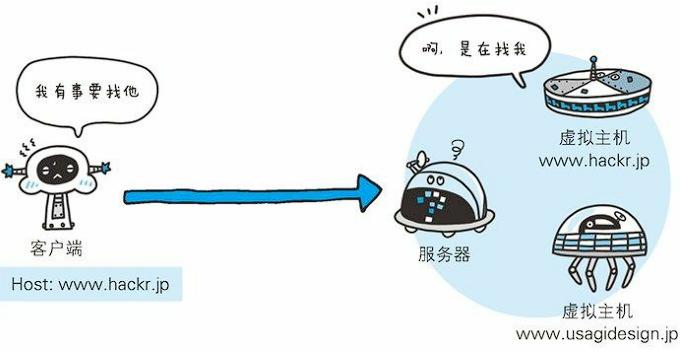 我有事要找他
啊，是在找我
客户端
Host: www.hackr.jp
服务器
虚拟主机
www.hackr.jp
虚拟主机
www.usagidesign.jp